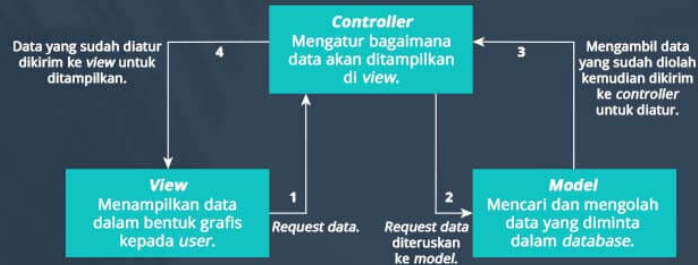 Controller
Mengatur bagaimana
data akan ditampilkan
di view.
Data yang sudah diatur
dikirim ke view untuk
ditampilkan.
4
3
Mengambil data
yang sudah diolah
kemudian dikirim
ke controller
untuk diatur.
View
Menampilkan data
dalam bentuk grafis
kepada user.
1
Request data.
2
Request data
diteruskan
ke model.
Model
Mencari dan mengolah
data yang diminta
dalam database.